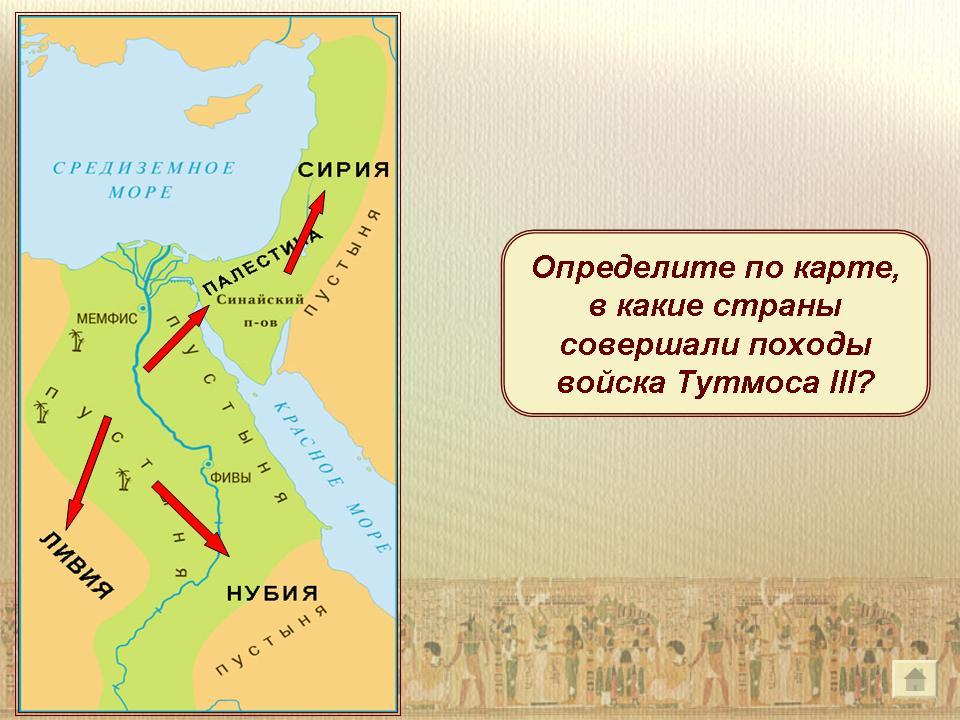 СРЕДИЗЕМНОЕ
МОРЕ
СИРИЯ
ПАЛЕСТИНА
ПУСТЫНЯ
Синайский
п-ов
МЕМФИС
ПУСТЫНЯ
ПУСТЫНЯ
КРАСНОЕ МОРЕ
ФИВЫ
ЛИВИЯ
НУБИЯ
ПУСТЫНЯ
Определите по карте,
в какие страны
совершали походы
войска Тутмоса III?